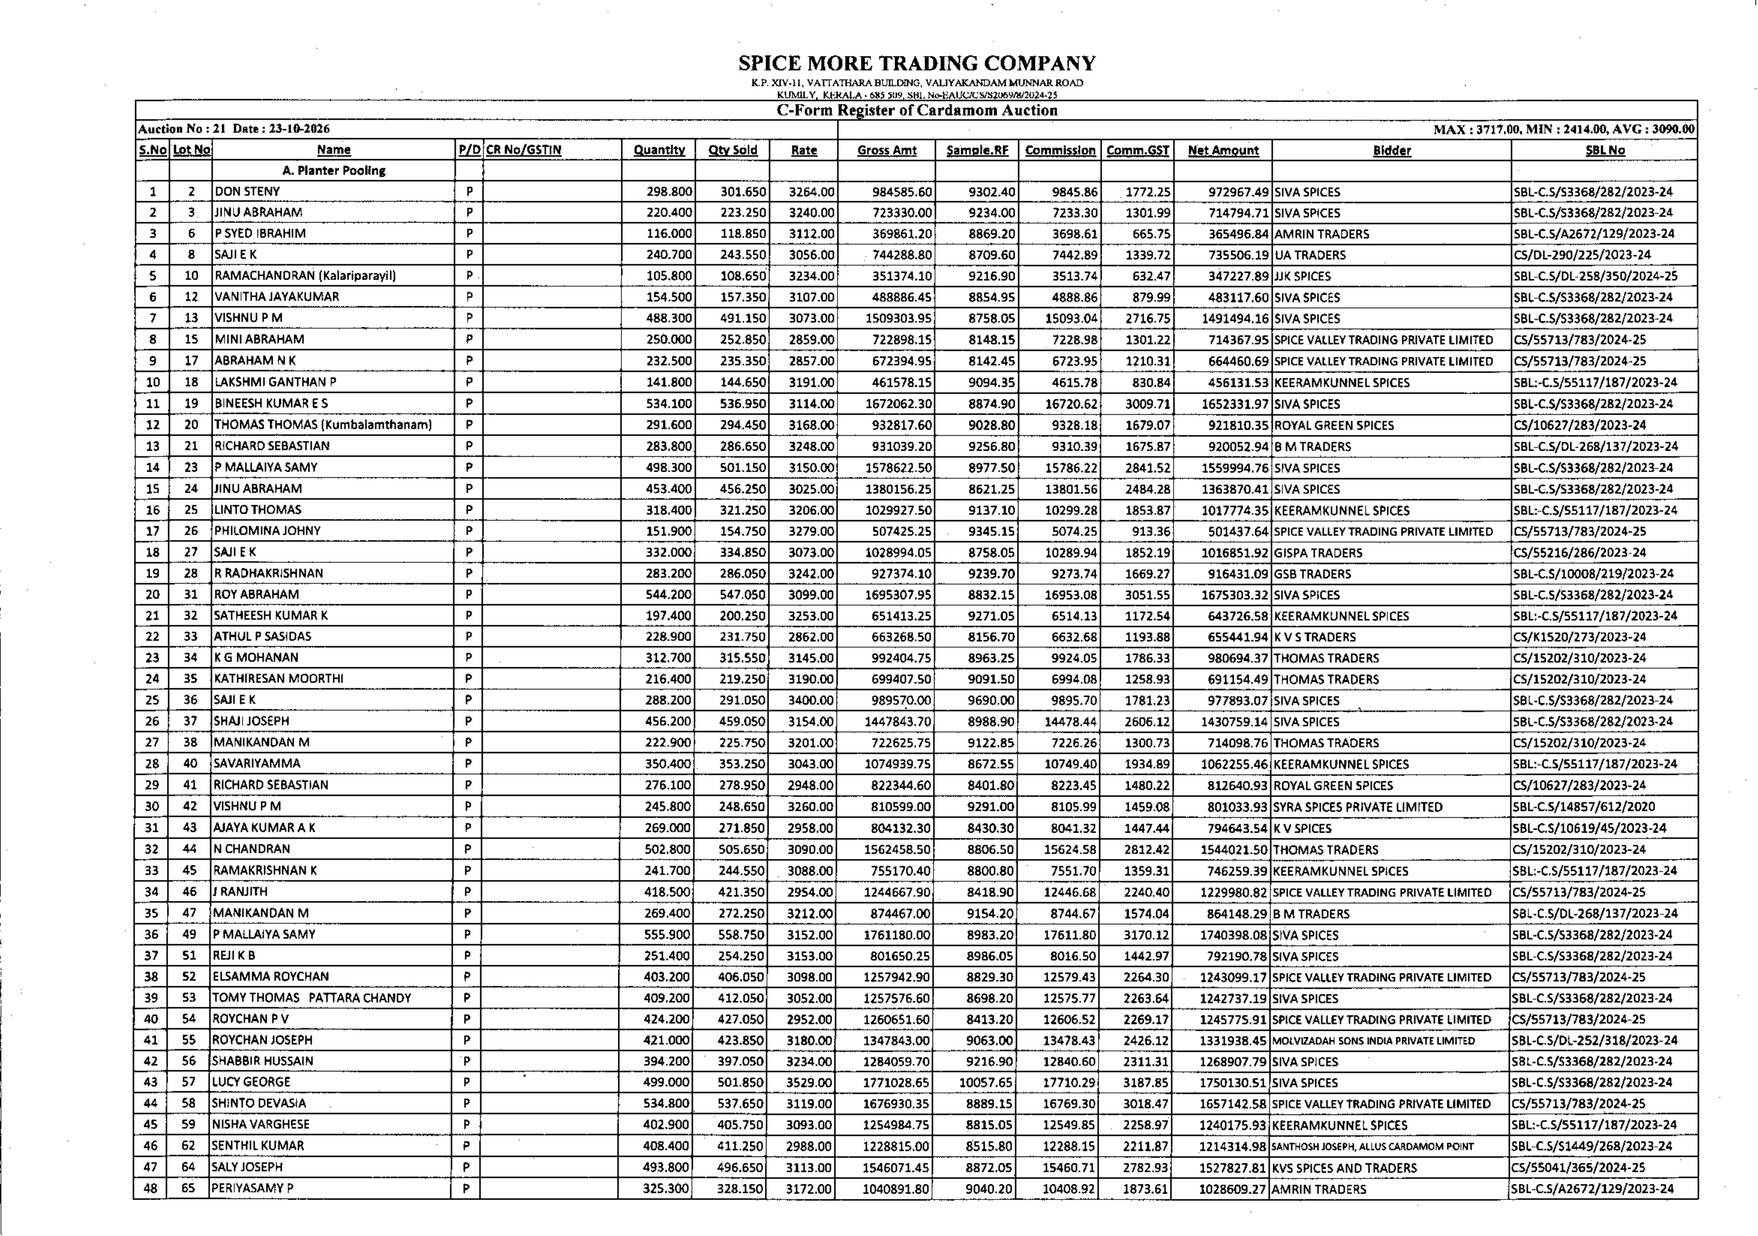 SPICE MORE TRADING COMPANY
K.P. XIV-11, VATTATHARA BUILDING, VALIYAKANDAM MUNNAR ROAD
KUMILY, KERALA - 685 509, SBL No-EAUC/CS/S2069/8/2024-25
C-Form Register of Cardamom Auction
Auction No : 21 Date : 23-10-2026 MAX : 3717.00, MIN : 2414.00, AVG : 3090.00
S.No Lot No Name P/D CR No/GSTIN Quantity Qty Sold Rate Gross Amt Sample.RF Commission Comm.GST Net Amount Bidder SBL No
A. Planter Pooling
1 2 DON STENY P 298.800 301.650 3264.00 984585.60 9302.40 9845.86 1772.25 972967.49 SIVA SPICES SBL-C.S/S3368/282/2023-24
2 3 JINU ABRAHAM P 220.400 223.250 3240.00 723330.00 9234.00 7233.30 1301.99 714794.71 SIVA SPICES SBL-C.S/S3368/282/2023-24
3 6 P SYED IBRAHIM P 116.000 118.850 3112.00 369861.20 8869.20 3698.61 665.75 365496.84 AMRIN TRADERS SBL-C.S/A2672/129/2023-24
4 8 SAJI E K P 240.700 243.550 3056.00 744288.80 8709.60 7442.89 1339.72 735506.19 UA TRADERS CS/DL-290/225/2023-24
5 10 RAMACHANDRAN (Kalariparayil) P 105.800 108.650 3234.00 351374.10 9216.90 3513.74 632.47 347227.89 JJK SPICES SBL-C.S/DL-258/350/2024-25
6 12 VANITHA JAYAKUMAR P 154.500 157.350 3107.00 488886.45 8854.95 4888.86 879.99 483117.60 SIVA SPICES SBL-C.S/S3368/282/2023-24
7 13 VISHNU P M P 488.300 491.150 3073.00 1509303.95 8758.05 15093.04 2716.75 1491494.16 SIVA SPICES SBL-C.S/S3368/282/2023-24
8 15 MINI ABRAHAM P 250.000 252.850 2859.00 722898.15 8148.15 7228.98 1301.22 714367.95 SPICE VALLEY TRADING PRIVATE LIMITED CS/55713/783/2024-25
9 17 ABRAHAM N K P 232.500 235.350 2857.00 672394.95 8142.45 6723.95 1210.31 664460.69 SPICE VALLEY TRADING PRIVATE LIMITED CS/55713/783/2024-25
10 18 LAKSHMI GANTHAN P P 141.800 144.650 3191.00 461578.15 9094.35 4615.78 830.84 456131.53 KEERAMKUNNEL SPICES SBL:-C.S/55117/187/2023-24
11 19 BINEESH KUMAR E S P 534.100 536.950 3114.00 1672062.30 8874.90 16720.62 3009.71 1652331.97 SIVA SPICES SBL-C.S/S3368/282/2023-24
12 20 THOMAS THOMAS (Kumbalamthanam) P 291.600 294.450 3168.00 932817.60 9028.80 9328.18 1679.07 921810.35 ROYAL GREEN SPICES CS/10627/283/2023-24
13 21 RICHARD SEBASTIAN P 283.800 286.650 3248.00 931039.20 9256.80 9310.39 1675.87 920052.94 B M TRADERS SBL-C.S/DL-268/137/2023-24
14 23 P MALLAIYA SAMY P 498.300 501.150 3150.00 1578622.50 8977.50 15786.22 2841.52 1559994.76 SIVA SPICES SBL-C.S/S3368/282/2023-24
15 24 JINU ABRAHAM P 453.400 456.250 3025.00 1380156.25 8621.25 13801.56 2484.28 1363870.41 SIVA SPICES SBL-C.S/S3368/282/2023-24
16 25 LINTO THOMAS P 318.400 321.250 3206.00 1029927.50 9137.10 10299.28 1853.87 1017774.35 KEERAMKUNNEL SPICES SBL:-C.S/55117/187/2023-24
17 26 PHILOMINA JOHNY P 151.900 154.750 3279.00 507425.25 9345.15 5074.25 913.36 501437.64 SPICE VALLEY TRADING PRIVATE LIMITED CS/55713/783/2024-25
18 27 SAJI E K P 332.000 334.850 3073.00 1028994.05 8758.05 10289.94 1852.19 1016851.92 GISPA TRADERS CS/55216/286/2023-24
19 28 R RADHAKRISHNAN P 283.200 286.050 3242.00 927374.10 9239.70 9273.74 1669.27 916431.09 GSB TRADERS SBL-C.S/10008/219/2023-24
20 31 ROY ABRAHAM P 544.200 547.050 3099.00 1695307.95 8832.15 16953.08 3051.55 1675303.32 SIVA SPICES SBL-C.S/S3368/282/2023-24
21 32 SATHEESH KUMAR K P 197.400 200.250 3253.00 651413.25 9271.05 6514.13 1172.54 643726.58 KEERAMKUNNEL SPICES SBL:-C.S/55117/187/2023-24
22 33 ATHUL P SASIDAS P 228.900 231.750 2862.00 663268.50 8156.70 6632.68 1193.88 655441.94 K V S TRADERS CS/K1520/273/2023-24
23 34 K G MOHANAN P 312.700 315.550 3145.00 992404.75 8963.25 9924.05 1786.33 980694.37 THOMAS TRADERS CS/15202/310/2023-24
24 35 KATHIRESAN MOORTHI P 216.400 219.250 3190.00 699407.50 9091.50 6994.08 1258.93 691154.49 THOMAS TRADERS CS/15202/310/2023-24
25 36 SAJI E K P 288.200 291.050 3400.00 989570.00 9690.00 9895.70 1781.23 977893.07 SIVA SPICES SBL-C.S/S3368/282/2023-24
26 37 SHAJI JOSEPH P 456.200 459.050 3154.00 1447843.70 8988.90 14478.44 2606.12 1430759.14 SIVA SPICES SBL-C.S/S3368/282/2023-24
27 38 MANIKANDAN M P 222.900 225.750 3201.00 722625.75 9122.85 7226.26 1300.73 714098.76 THOMAS TRADERS CS/15202/310/2023-24
28 40 SAVARIYAMMA P 350.400 353.250 3043.00 1074939.75 8672.55 10749.40 1934.89 1062255.46 KEERAMKUNNEL SPICES SBL:-C.S/55117/187/2023-24
29 41 RICHARD SEBASTIAN P 276.100 278.950 2948.00 822344.60 8401.80 8223.45 1480.22 812640.93 ROYAL GREEN SPICES CS/10627/283/2023-24
30 42 VISHNU P M P 245.800 248.650 3260.00 810599.00 9291.00 8105.99 1459.08 801033.93 SYRA SPICES PRIVATE LIMITED SBL-C.S/14857/612/2020
31 43 AJAYA KUMAR A K P 269.000 271.850 2958.00 804132.30 8430.30 8041.32 1447.44 794643.54 K V SPICES SBL-C.S/10619/45/2023-24
32 44 N CHANDRAN P 502.800 505.650 3090.00 1562458.50 8806.50 15624.58 2812.42 1544021.50 THOMAS TRADERS CS/15202/310/2023-24
33 45 RAMAKRISHNAN K P 241.700 244.550 3088.00 755170.40 8800.80 7551.70 1359.31 746259.39 KEERAMKUNNEL SPICES SBL:-C.S/55117/187/2023-24
34 46 J RANJITH P 418.500 421.350 2954.00 1244667.90 8418.90 12446.68 2240.40 1229980.82 SPICE VALLEY TRADING PRIVATE LIMITED CS/55713/783/2024-25
35 47 MANIKANDAN M P 269.400 272.250 3212.00 874467.00 9154.20 8744.67 1574.04 864148.29 B M TRADERS SBL-C.S/DL-268/137/2023-24
36 49 P MALLAIYA SAMY P 555.900 558.750 3152.00 1761180.00 8983.20 17611.80 3170.12 1740398.08 SIVA SPICES SBL-C.S/S3368/282/2023-24
37 51 REJI K B P 251.400 254.250 3153.00 801650.25 8986.05 8016.50 1442.97 792190.78 SIVA SPICES SBL-C.S/S3368/282/2023-24
38 52 ELSAMMA ROYCHAN P 403.200 406.050 3098.00 1257942.90 8829.30 12579.43 2264.30 1243099.17 SPICE VALLEY TRADING PRIVATE LIMITED CS/55713/783/2024-25
39 53 TOMY THOMAS PATTARA CHANDY P 409.200 412.050 3052.00 1257576.60 8698.20 12575.77 2263.64 1242737.19 SIVA SPICES SBL-C.S/S3368/282/2023-24
40 54 ROYCHAN P V P 424.200 427.050 2952.00 1260651.60 8413.20 12606.52 2269.17 1245775.91 SPICE VALLEY TRADING PRIVATE LIMITED CS/55713/783/2024-25
41 55 ROYCHAN JOSEPH P 421.000 423.850 3180.00 1347843.00 9063.00 13478.43 2426.12 1331938.45 MOLVIZADAH SONS INDIA PRIVATE LIMITED SBL-C.S/DL-252/318/2023-24
42 56 SHABBIR HUSSAIN P 394.200 397.050 3234.00 1284059.70 9216.90 12840.60 2311.31 1268907.79 SIVA SPICES SBL-C.S/S3368/282/2023-24
43 57 LUCY GEORGE P 499.000 501.850 3529.00 1771028.65 10057.65 17710.29 3187.85 1750130.51 SIVA SPICES SBL-C.S/S3368/282/2023-24
44 58 SHINTO DEVASIA P 534.800 537.650 3119.00 1676930.35 8889.15 16769.30 3018.47 1657142.58 SPICE VALLEY TRADING PRIVATE LIMITED CS/55713/783/2024-25
45 59 NISHA VARGHESE P 402.900 405.750 3093.00 1254984.75 8815.05 12549.85 2258.97 1240175.93 KEERAMKUNNEL SPICES SBL:-C.S/55117/187/2023-24
46 62 SENTHIL KUMAR P 408.400 411.250 2988.00 1228815.00 8515.80 12288.15 2211.87 1214314.98 SANTHOSH JOSEPH, ALLUS CARDAMOM POINT SBL-C.S/S1449/268/2023-24
47 64 SALY JOSEPH P 493.800 496.650 3113.00 1546071.45 8872.05 15460.71 2782.93 1527827.81 KVS SPICES AND TRADERS CS/55041/365/2024-25
48 65 PERIYASAMY P P 325.300 328.150 3172.00 1040891.80 9040.20 10408.92 1873.61 1028609.27 AMRIN TRADERS SBL-C.S/A2672/129/2023-24